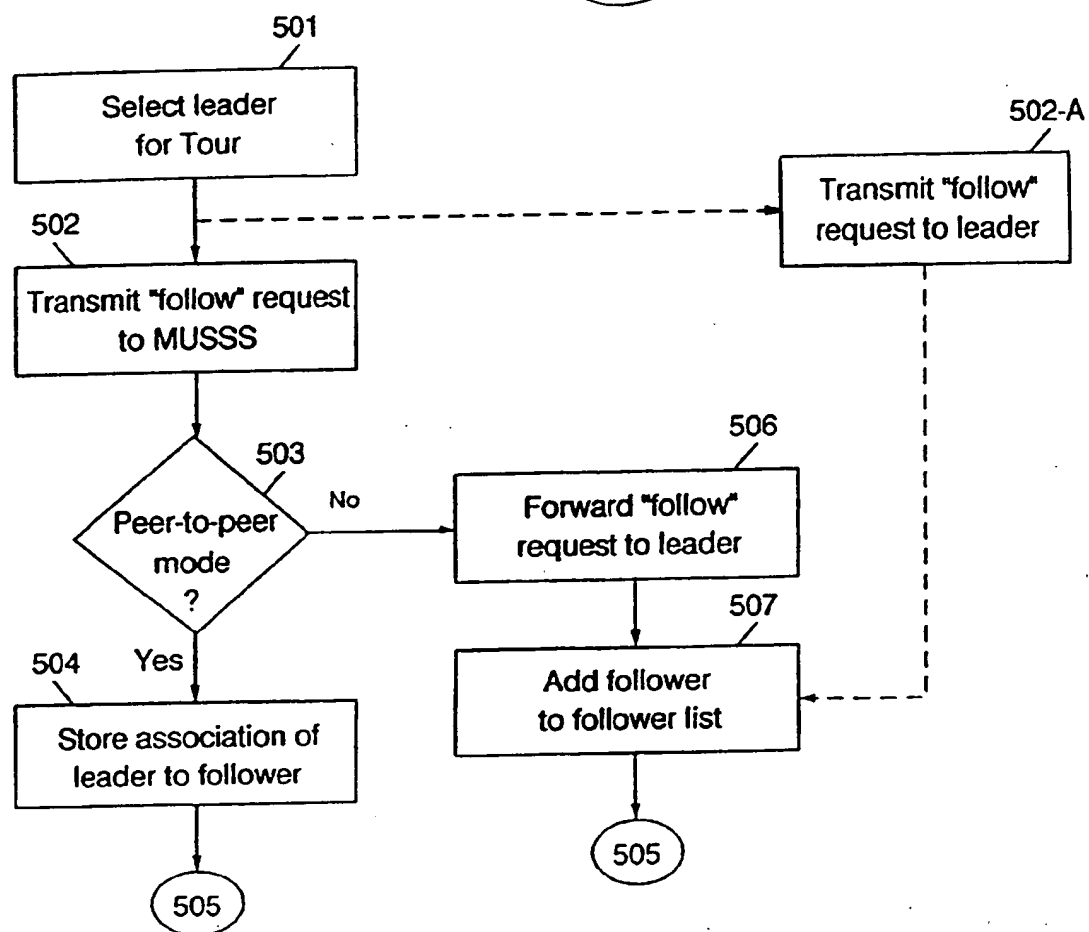 501
Select leader
for Tour
502-A
Transmit "follow"
request to leader
502
Transmit "follow" request
to MUSSS
503
Peer-to-peer
mode
?
No
506
Forward "follow"
request to leader
507
Add follower
to follower list
Yes
504
Store association of
leader to follower
505
505